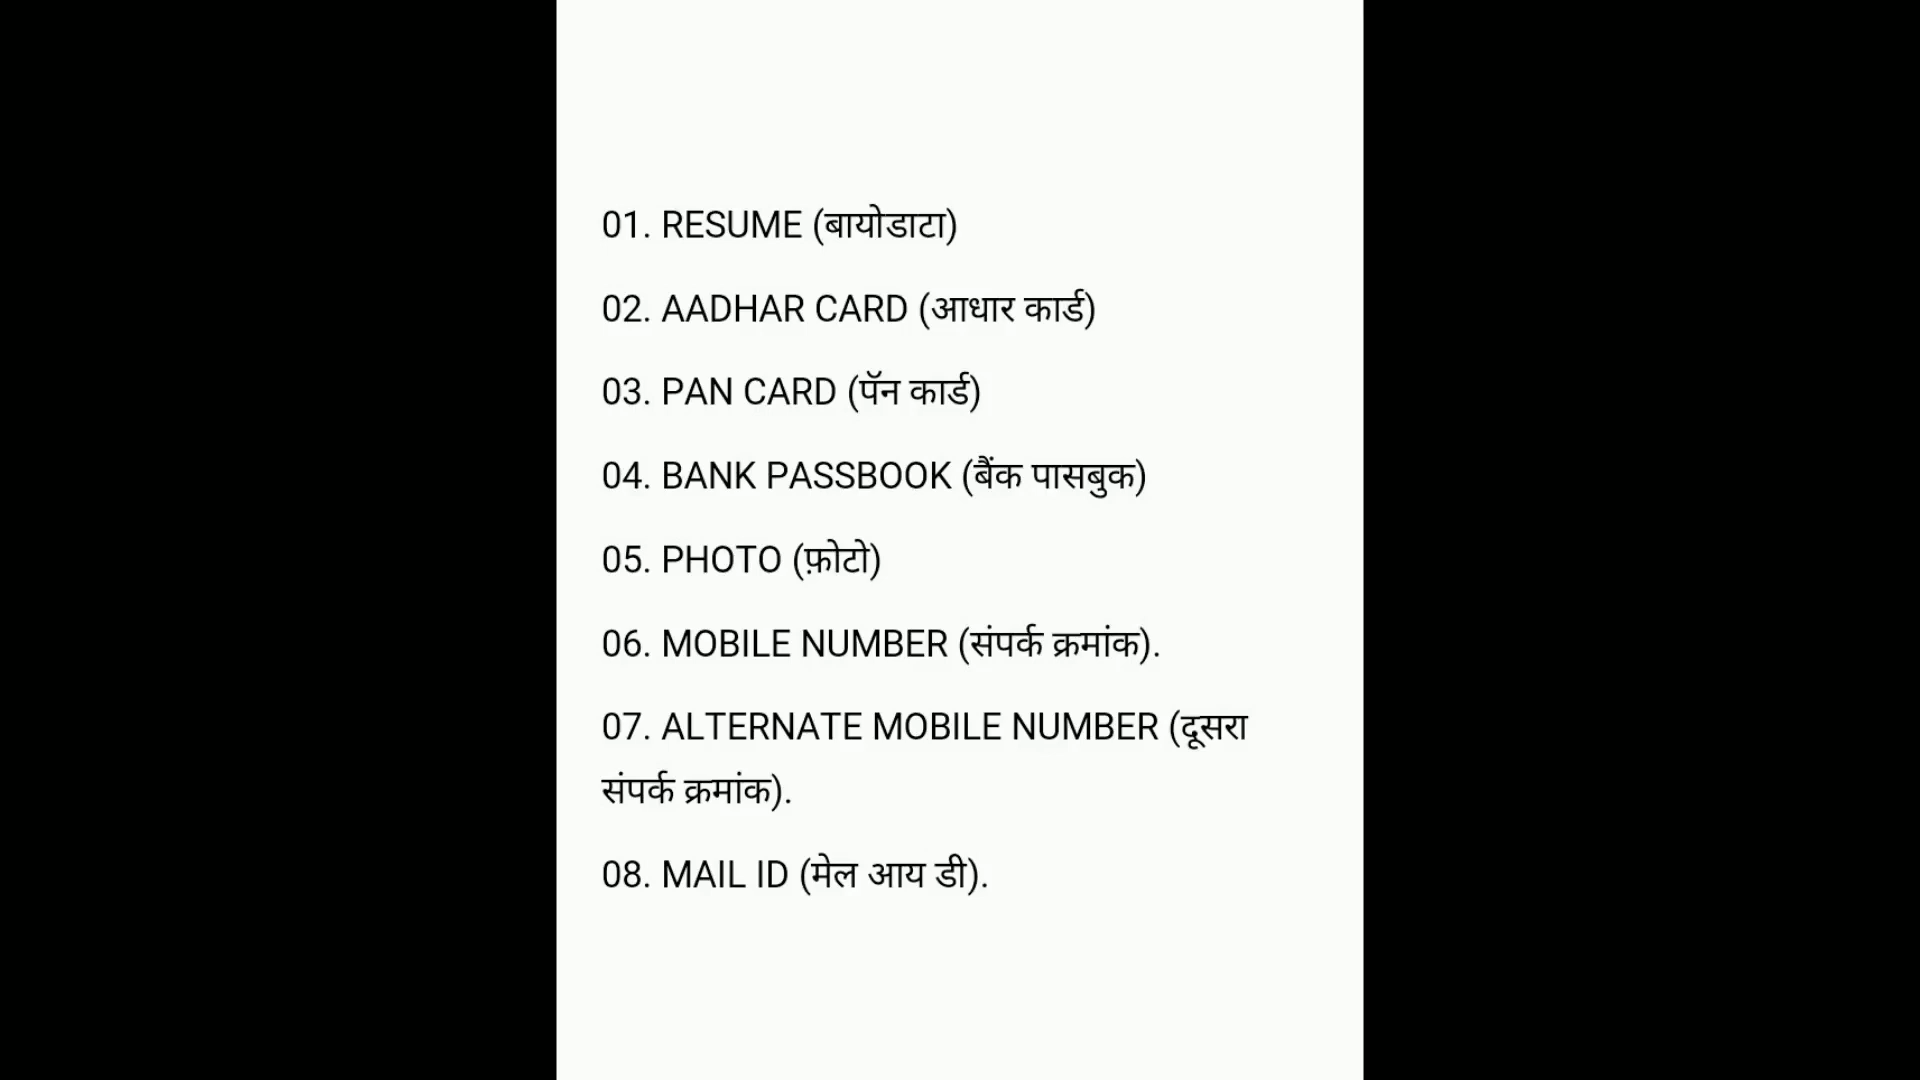 01. RESUME (बायोडाटा)
02. AADHAR CARD (आधार कार्ड)
03. PAN CARD (पॅन कार्ड)
04. BANK PASSBOOK (बैंक पासबुक)
05. PHOTO (फ़ोटो)
06. MOBILE NUMBER (संपर्क क्रमांक).
07. ALTERNATE MOBILE NUMBER (दूसरा
संपर्क क्रमांक).
08. MAIL ID (मेल आय डी).